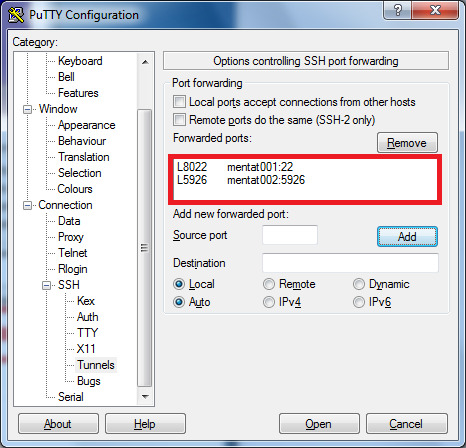 PuTTY Configuration
?
Category:
Keyboard
Bell
Features
Window
Appearance
Behaviour
Translation
Selection
Colours
Connection
Data
Proxy
Telnet
Rlogin
SSH
Kex
Auth
TTY
X11
Tunnels
Bugs
Serial
Options controlling SSH port forwarding
Port forwarding
Local ports accept connections from other hosts
Remote ports do the same (SSH-2 only)
Forwarded ports:
Remove
L8022 mentat001:22
L5926 mentat002:5926
Add new forwarded port:
Source port
Add
Destination
Local Remote Dynamic
Auto IPv4 IPv6
About Help Open Cancel